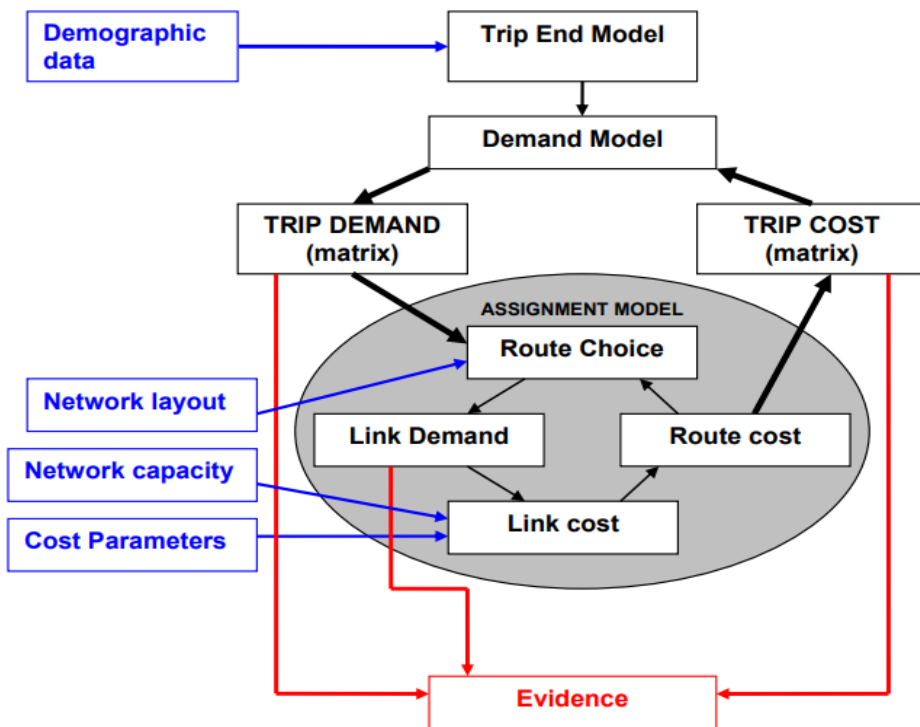 Demographic
data
Trip End Model
Demand Model
TRIP DEMAND
(matrix)
TRIP COST
(matrix)
ASSIGNMENT MODEL
Route Choice
Network layout
Link Demand
Route cost
Network capacity
Link cost
Cost Parameters
Evidence